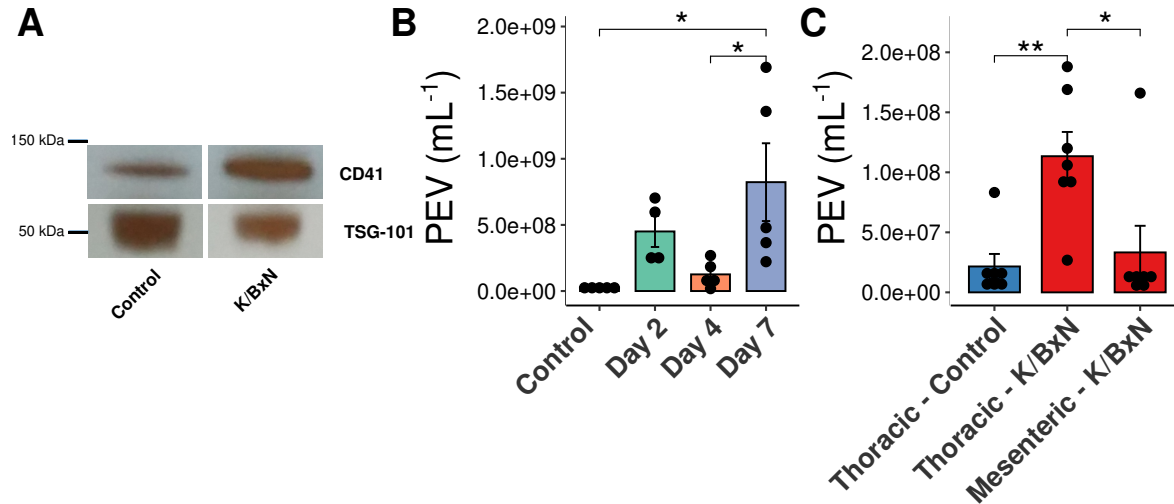 A
150 kDa
CD41
50 kDa
TSG-101
Control
K/BxN
B
PEV (mL⁻¹)
2.0e+09
1.5e+09
1.0e+09
5.0e+08
0.0e+00
*
*
Control
Day 2
Day 4
Day 7
C
PEV (mL⁻¹)
2.0e+08
1.5e+08
1.0e+08
5.0e+07
0.0e+00
**
*
Thoracic - Control
Thoracic - K/BxN
Mesenteric - K/BxN